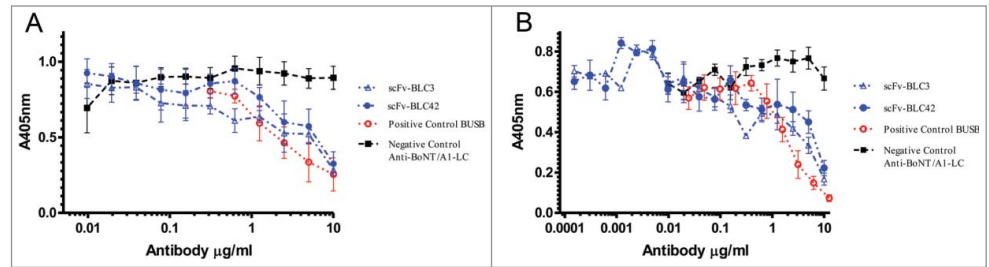 A
A405nm
1.0
0.5
0.0
0.01
0.1
1
10
Antibody µg/ml
scFv-BLC3
scFv-BLC42
Positive Control BUSB
Negative Control
Anti-BoNT/A1-LC
B
A405nm
0.8
0.6
0.4
0.2
0.0
0.0001
0.001
0.01
0.1
1
10
Antibody µg/ml
scFv-BLC3
scFv-BLC42
Positive Control BUSB
Negative Control
Anti-BoNT/A1-LC